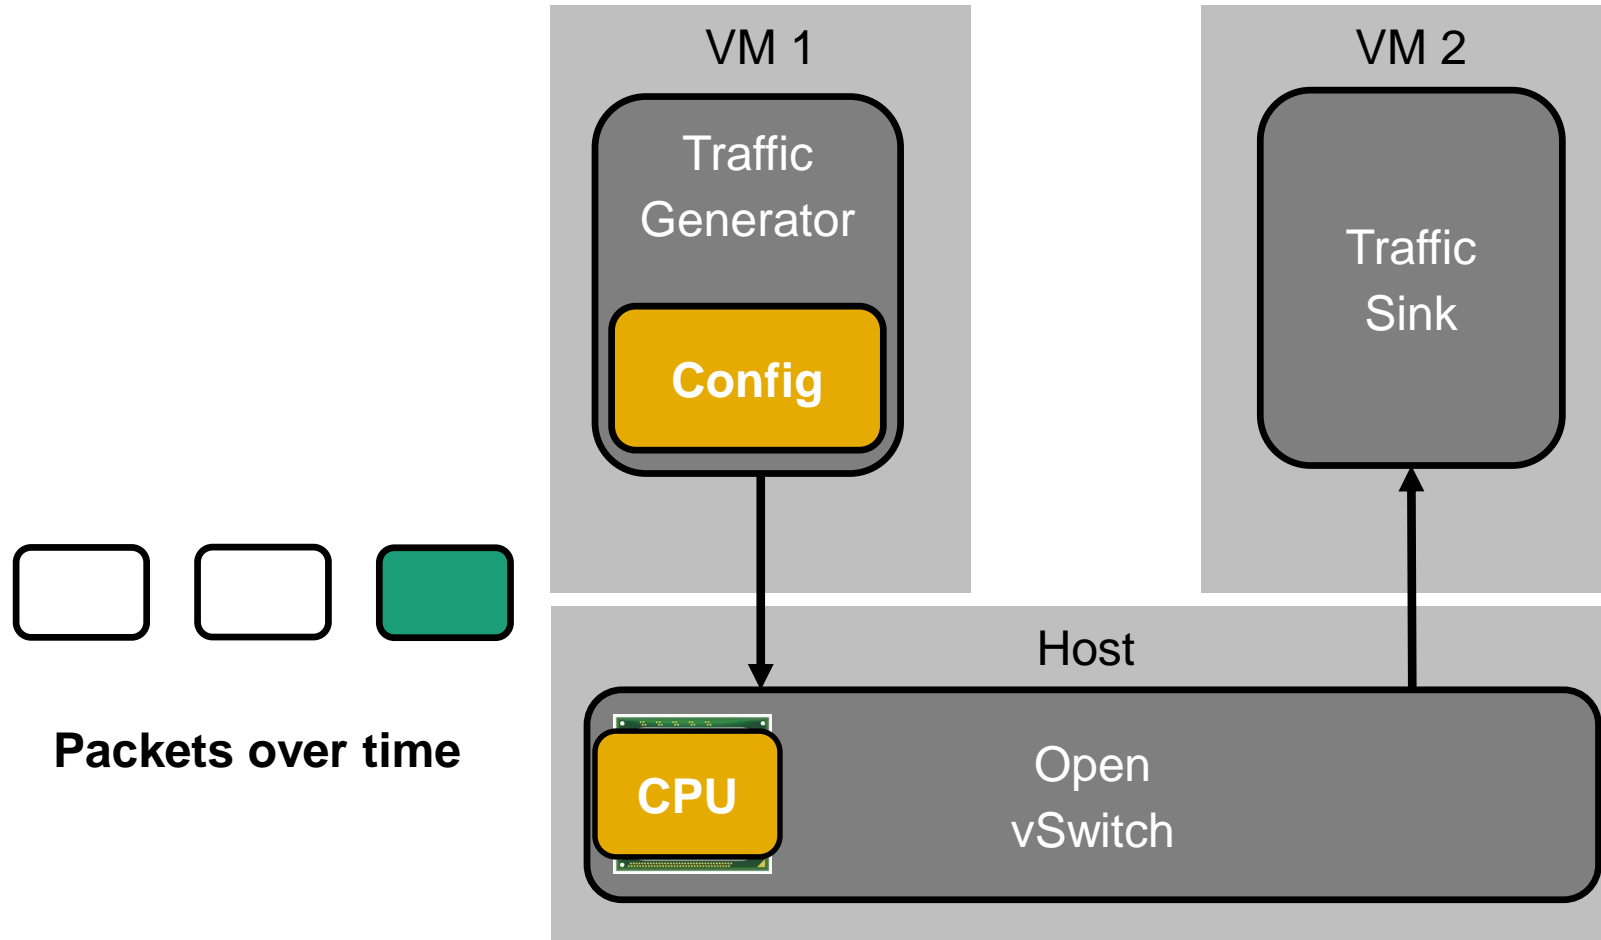 VM 1
Traffic
Generator
Config
VM 2
Traffic
Sink
Packets over time
Host
CPU
Open
vSwitch